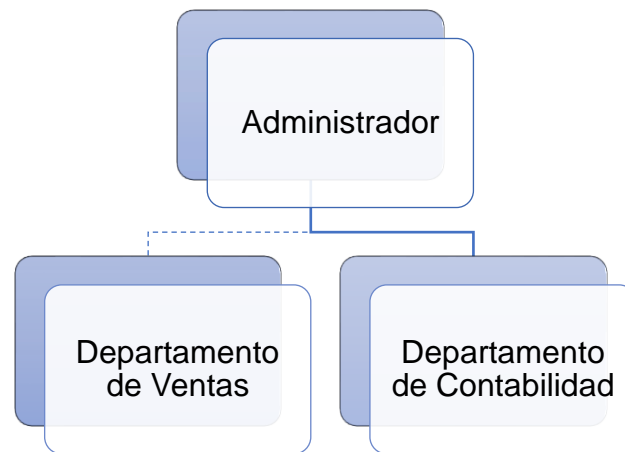 Administrador
Departamento
de Ventas
Departamento
de Contabilidad